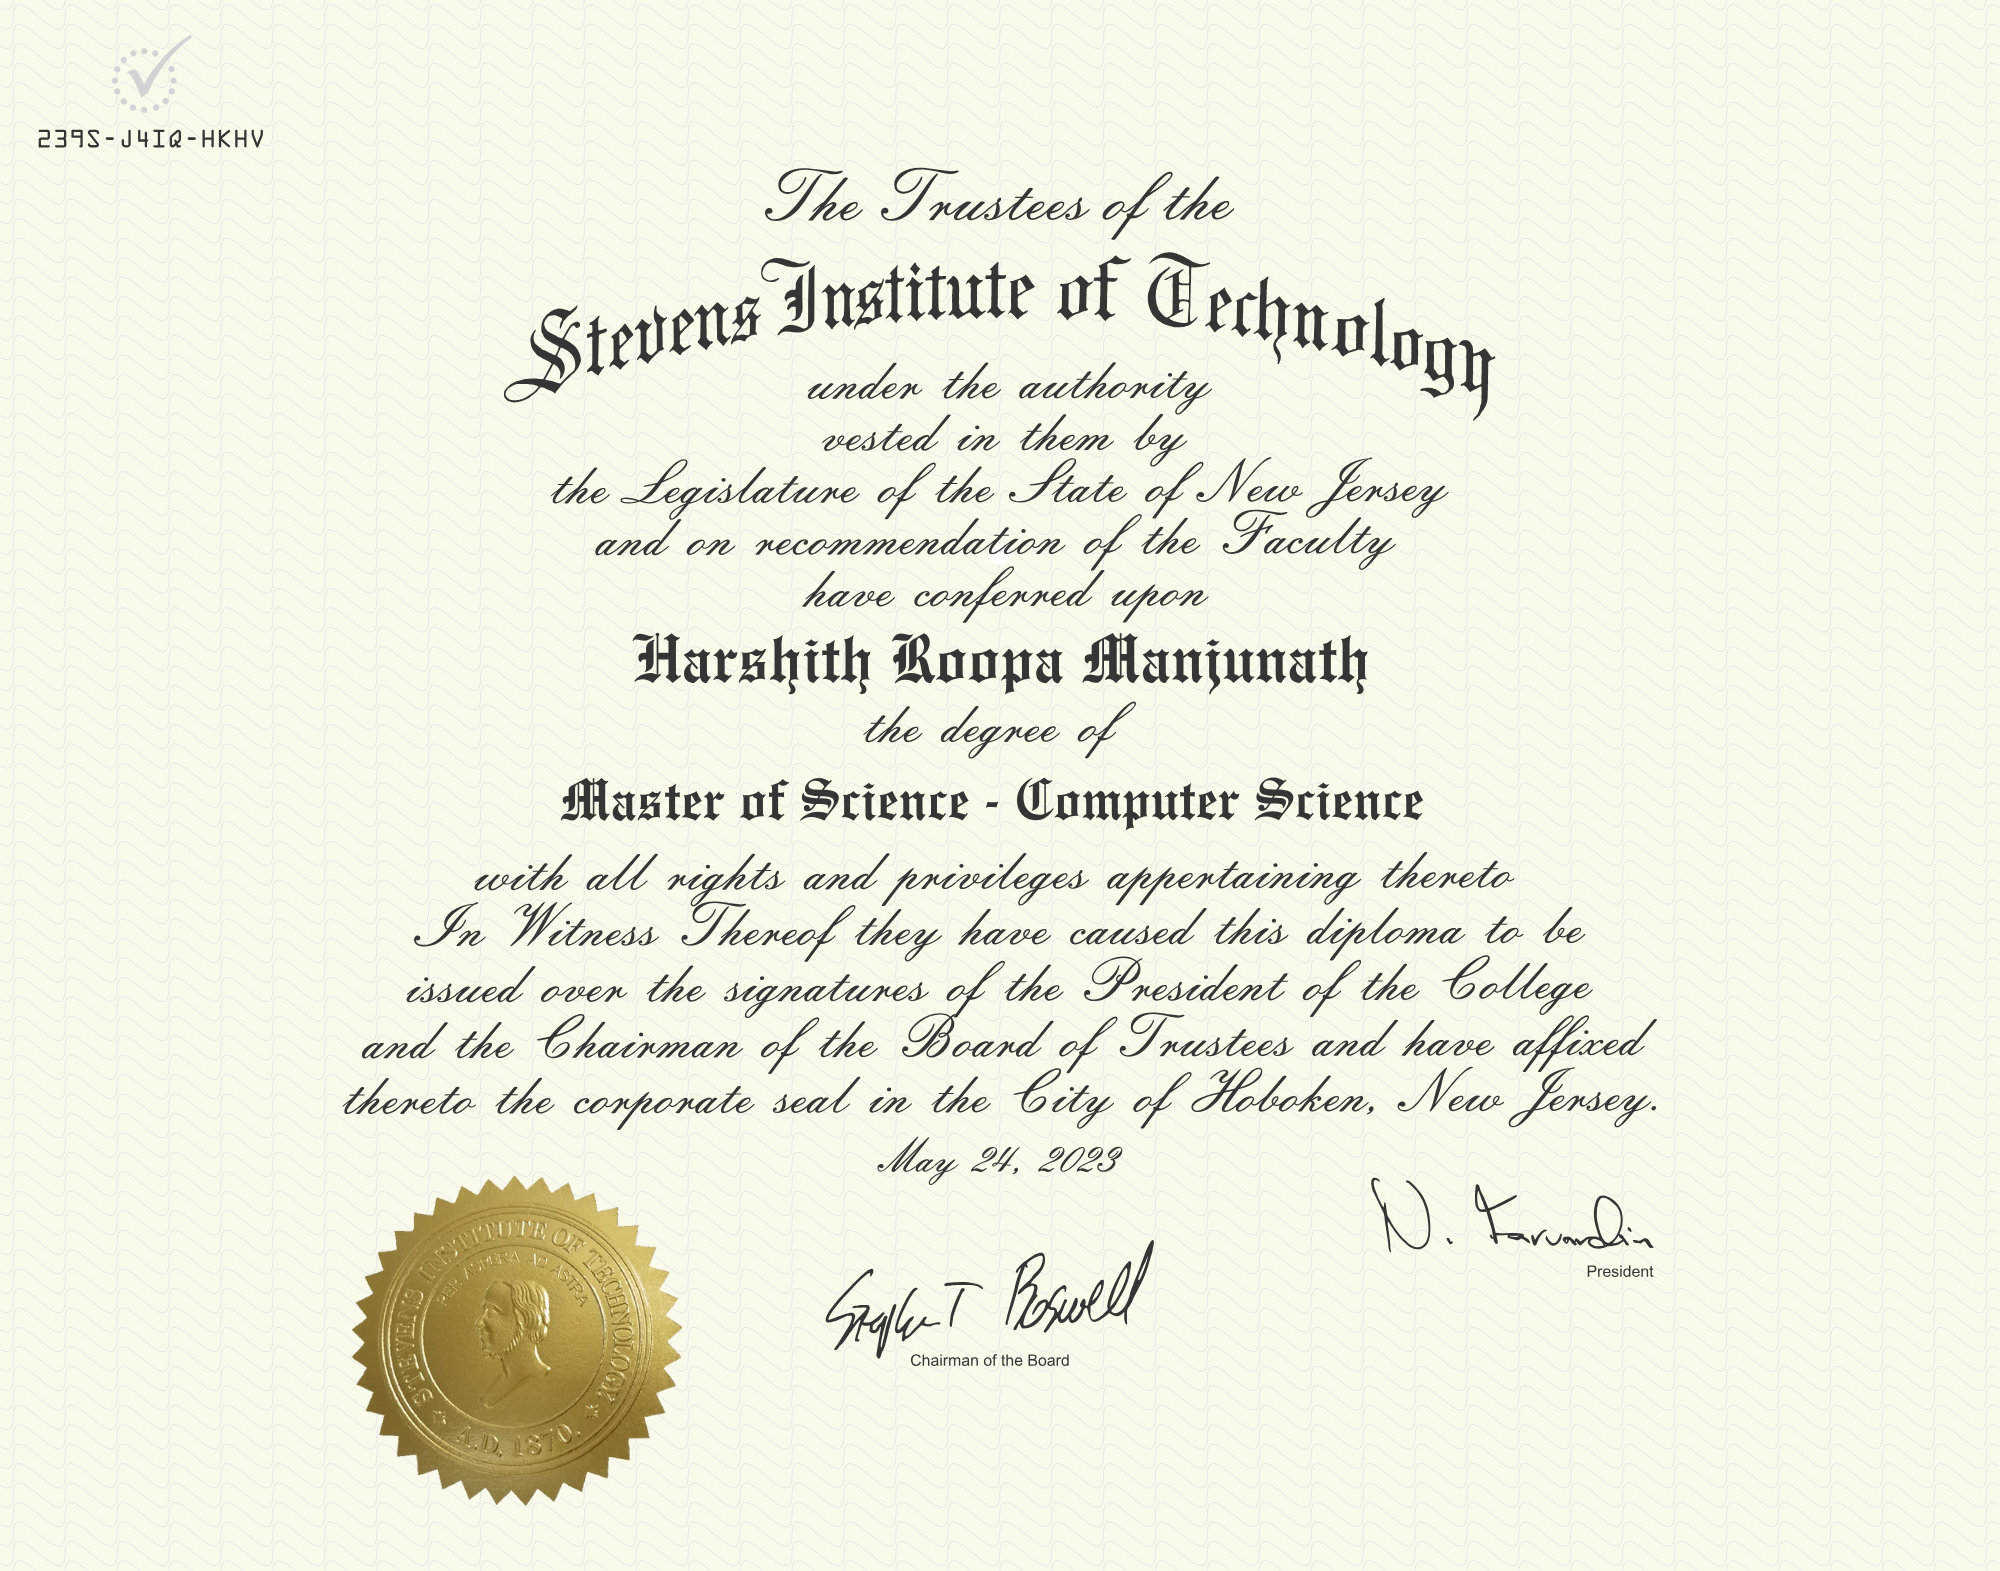 239S-J4IQ-HKHV
The Trustees of the
Stevens Institute of Technology
under the authority
vested in them by
the Legislature of the State of New Jersey
and on recommendation of the Faculty
have conferred upon
Harshith Roopa Manjunath
the degree of
Master of Science - Computer Science
with all rights and privileges appertaining thereto
In Witness Thereof they have caused this diploma to be
issued over the signatures of the President of the College
and the Chairman of the Board of Trustees and have affixed
thereto the corporate seal in the City of Hoboken, New Jersey.
May 24, 2023
N. Farvardin
President
Stephen T Boswell
Chairman of the Board
STEVENS INSTITUTE OF TECHNOLOGY
PER ASPERA AD ASTRA
A.D. 1870.